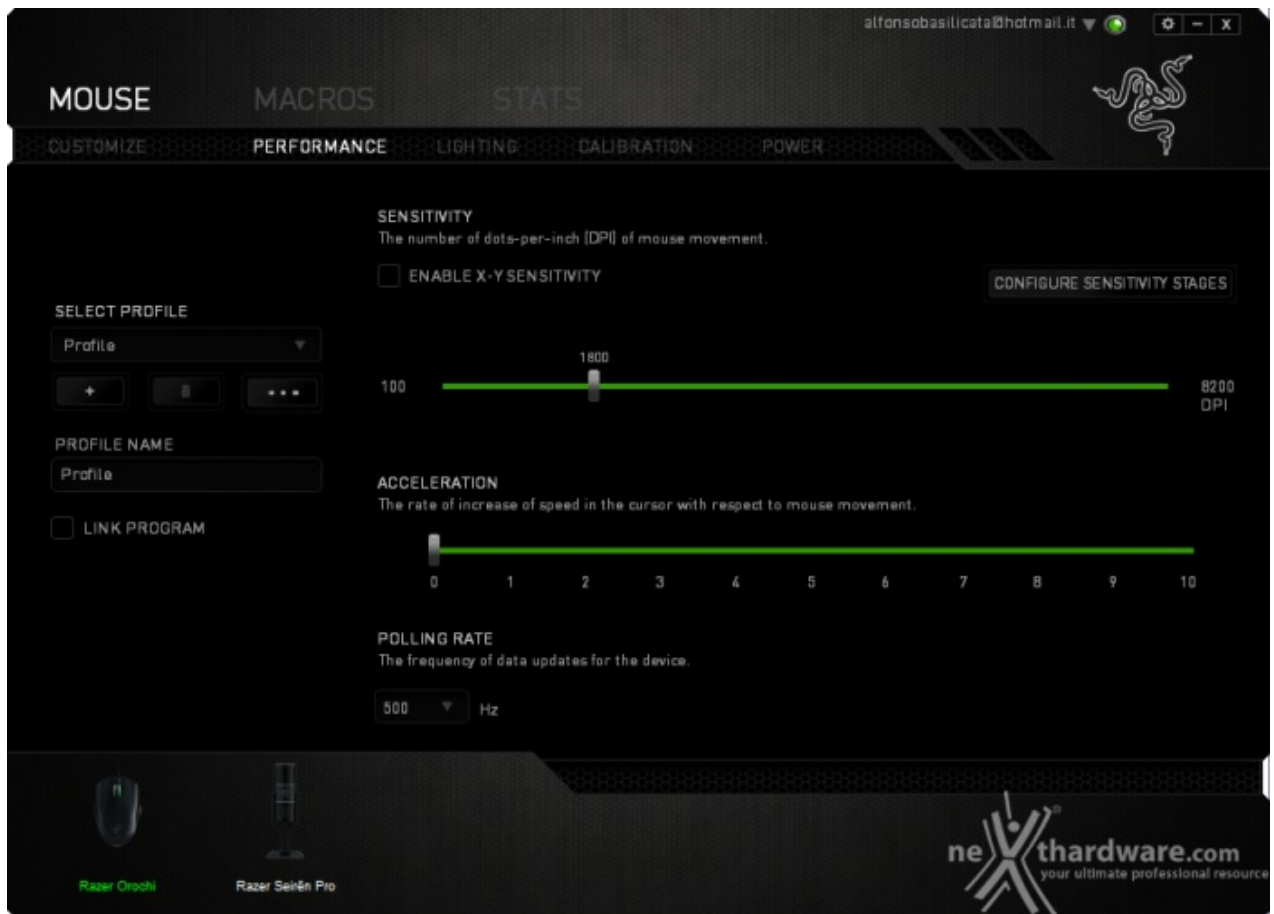 alfonsobasilicata@hotmail.it
MOUSE MACROS STATS
CUSTOMIZE PERFORMANCE LIGHTING CALIBRATION POWER
SENSITIVITY
The number of dots-per-inch (DPI) of mouse movement.
ENABLE X-Y SENSITIVITY
CONFIGURE SENSITIVITY STAGES
SELECT PROFILE
Profile
1800
100
8200
DPI
PROFILE NAME
Profile
LINK PROGRAM
ACCELERATION
The rate of increase of speed in the cursor with respect to mouse movement.
0 1 2 3 4 5 6 7 8 9 10
POLLING RATE
The frequency of data updates for the device.
500 Hz
Razer Orochi
Razer Seirēn Pro
neXthardware.com
your ultimate professional resource